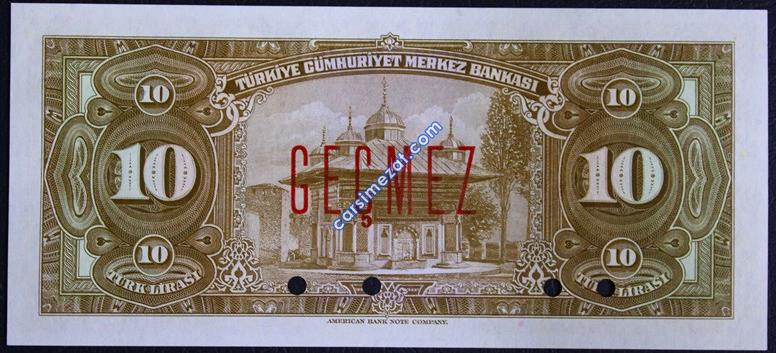 TÜRKİYE CÜMHURİYET MERKEZ BANKASI
10 10
10 GEÇMEZ 10
carsimezat.com
10 10
TÜRK LİRASI TÜRK LİRASI
AMERICAN BANK NOTE COMPANY.